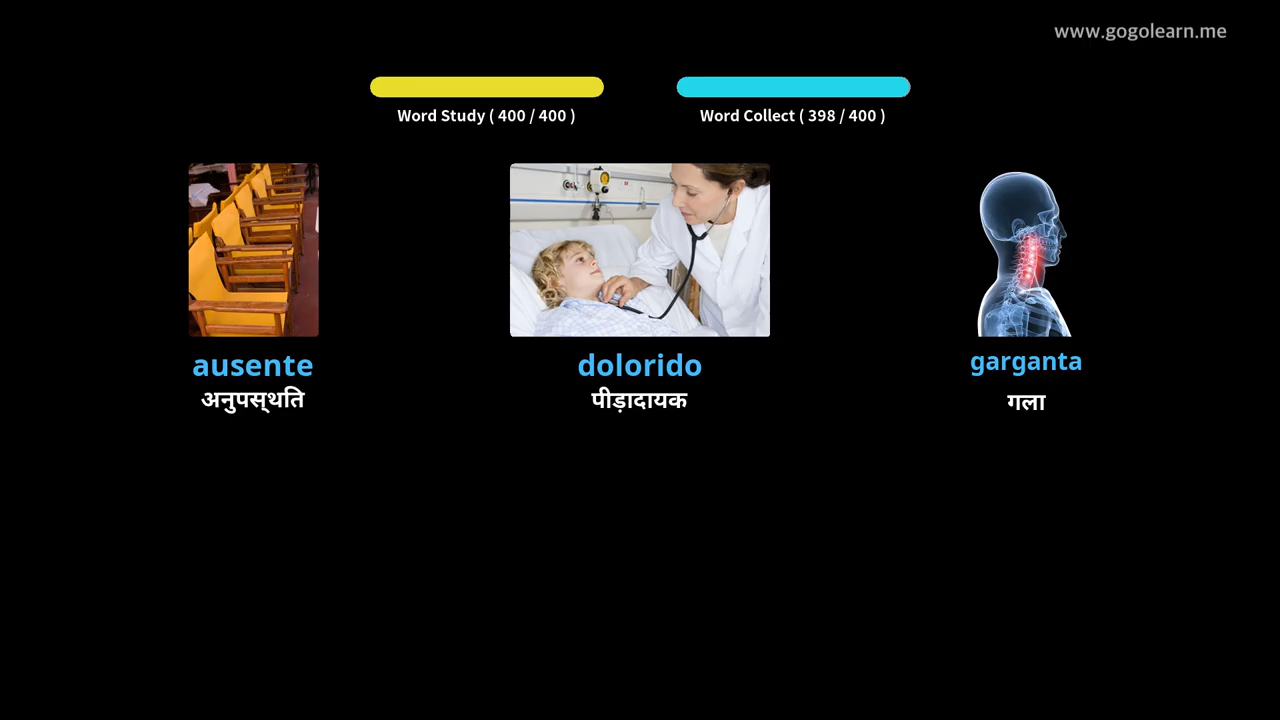 www.gogolearn.me
Word Study ( 400 / 400 )
Word Collect ( 398 / 400 )
ausente
अनुपस्थति
dolorido
पीड़ादायक
garganta
गला